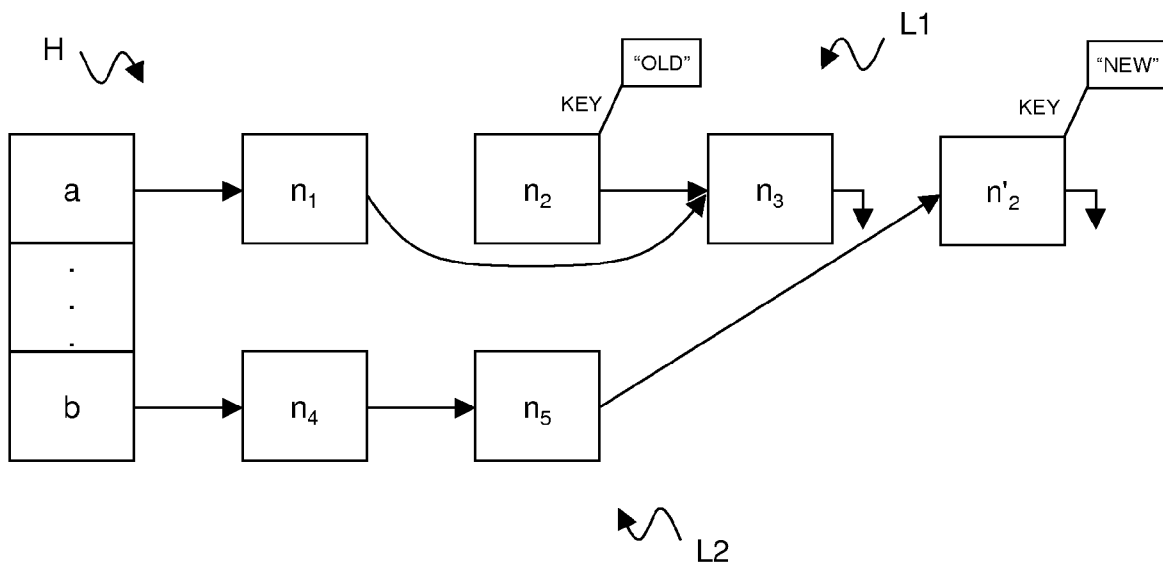 H
L1
"OLD"
"NEW"
KEY
KEY
a
n₁
n₂
n₃
n'₂
.
.
.
b
n₄
n₅
L2